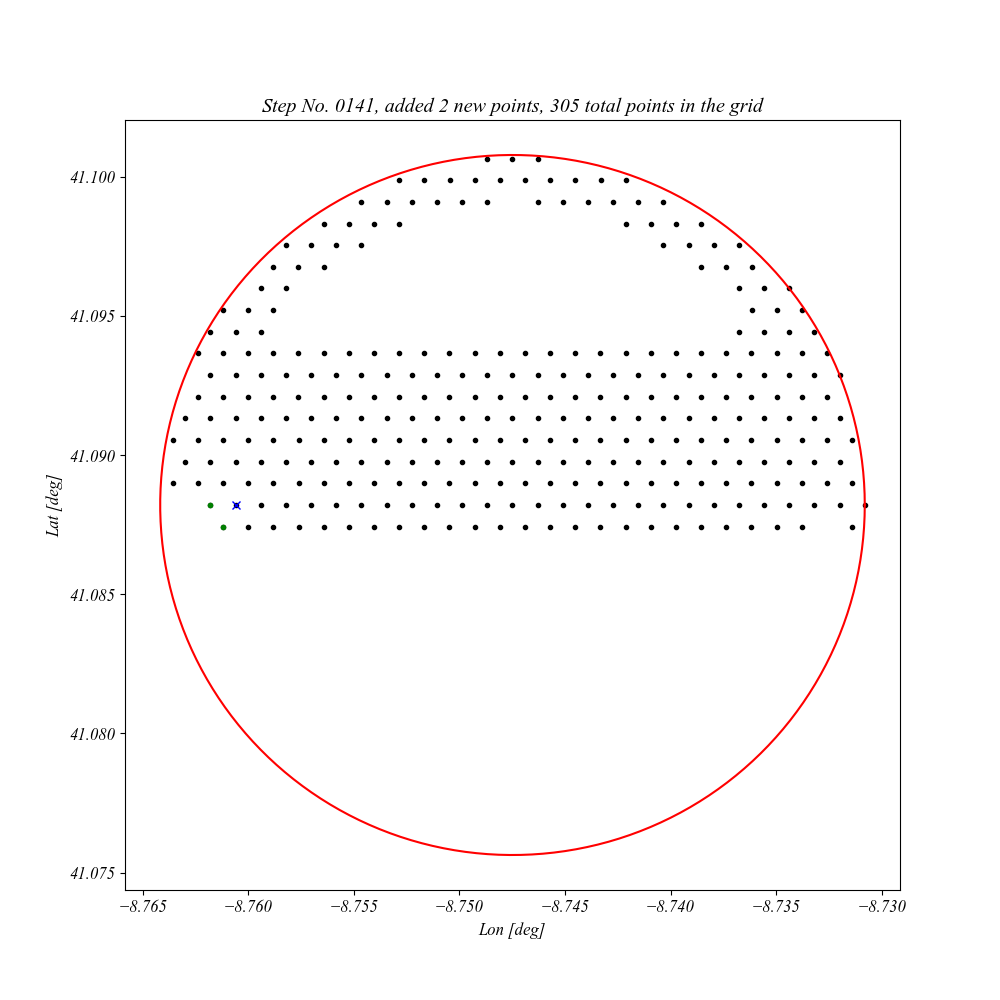 Step No. 0141, added 2 new points, 305 total points in the grid
41.100
41.095
41.090
41.085
41.080
41.075
Lat [deg]
−8.765 −8.760 −8.755 −8.750 −8.745 −8.740 −8.735 −8.730
Lon [deg]